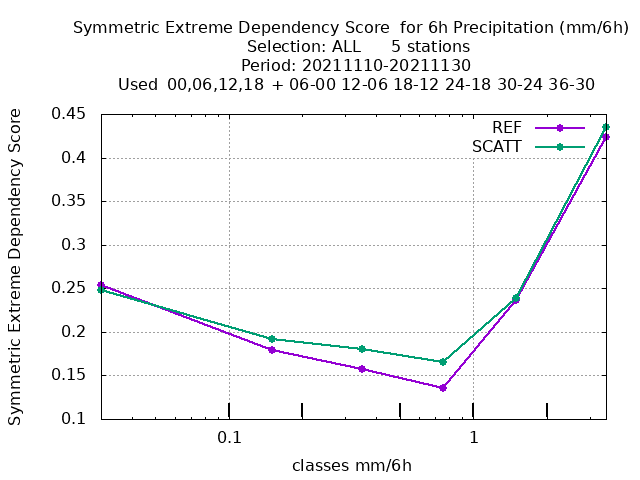 Symmetric Extreme Dependency Score  for 6h Precipitation (mm/6h)
Selection: ALL      5 stations
Period: 20211110-20211130
Used  00,06,12,18  + 06-00 12-06 18-12 24-18 30-24 36-30
Symmetric Extreme Dependency Score
0.45
0.4
0.35
0.3
0.25
0.2
0.15
0.1
REF
SCATT
0.1
1
classes mm/6h